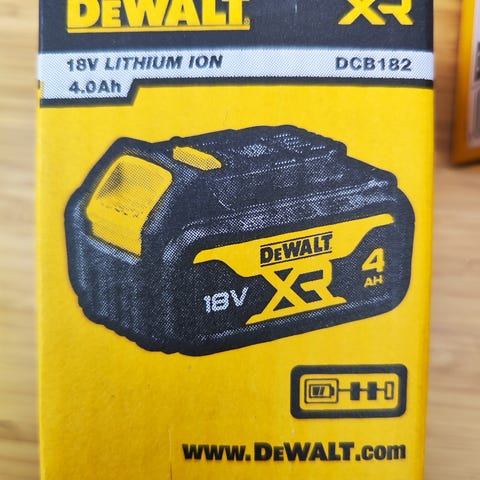 DEWALT XR
18V LITHIUM ION DCB182
4.0Ah
DEWALT
XR
18V
4
AH
www.DEWALT.com